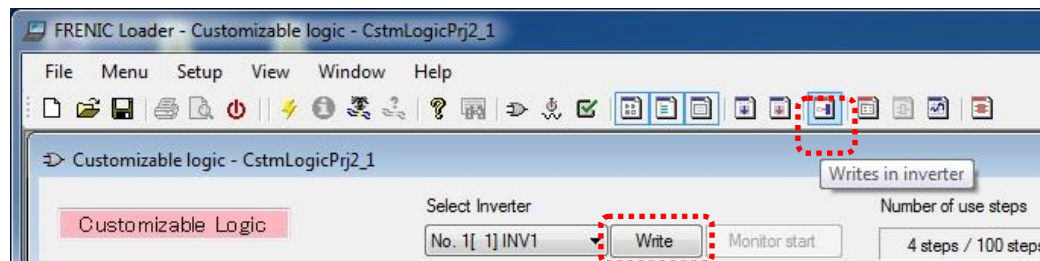 FRENIC Loader - Customizable logic - CstmLogicPrj2_1
File Menu Setup View Window Help
Customizable logic - CstmLogicPrj2_1
Writes in inverter
Select Inverter
Number of use steps
Customizable Logic
No. 1[ 1] INV1
Write
Monitor start
4 steps / 100 steps